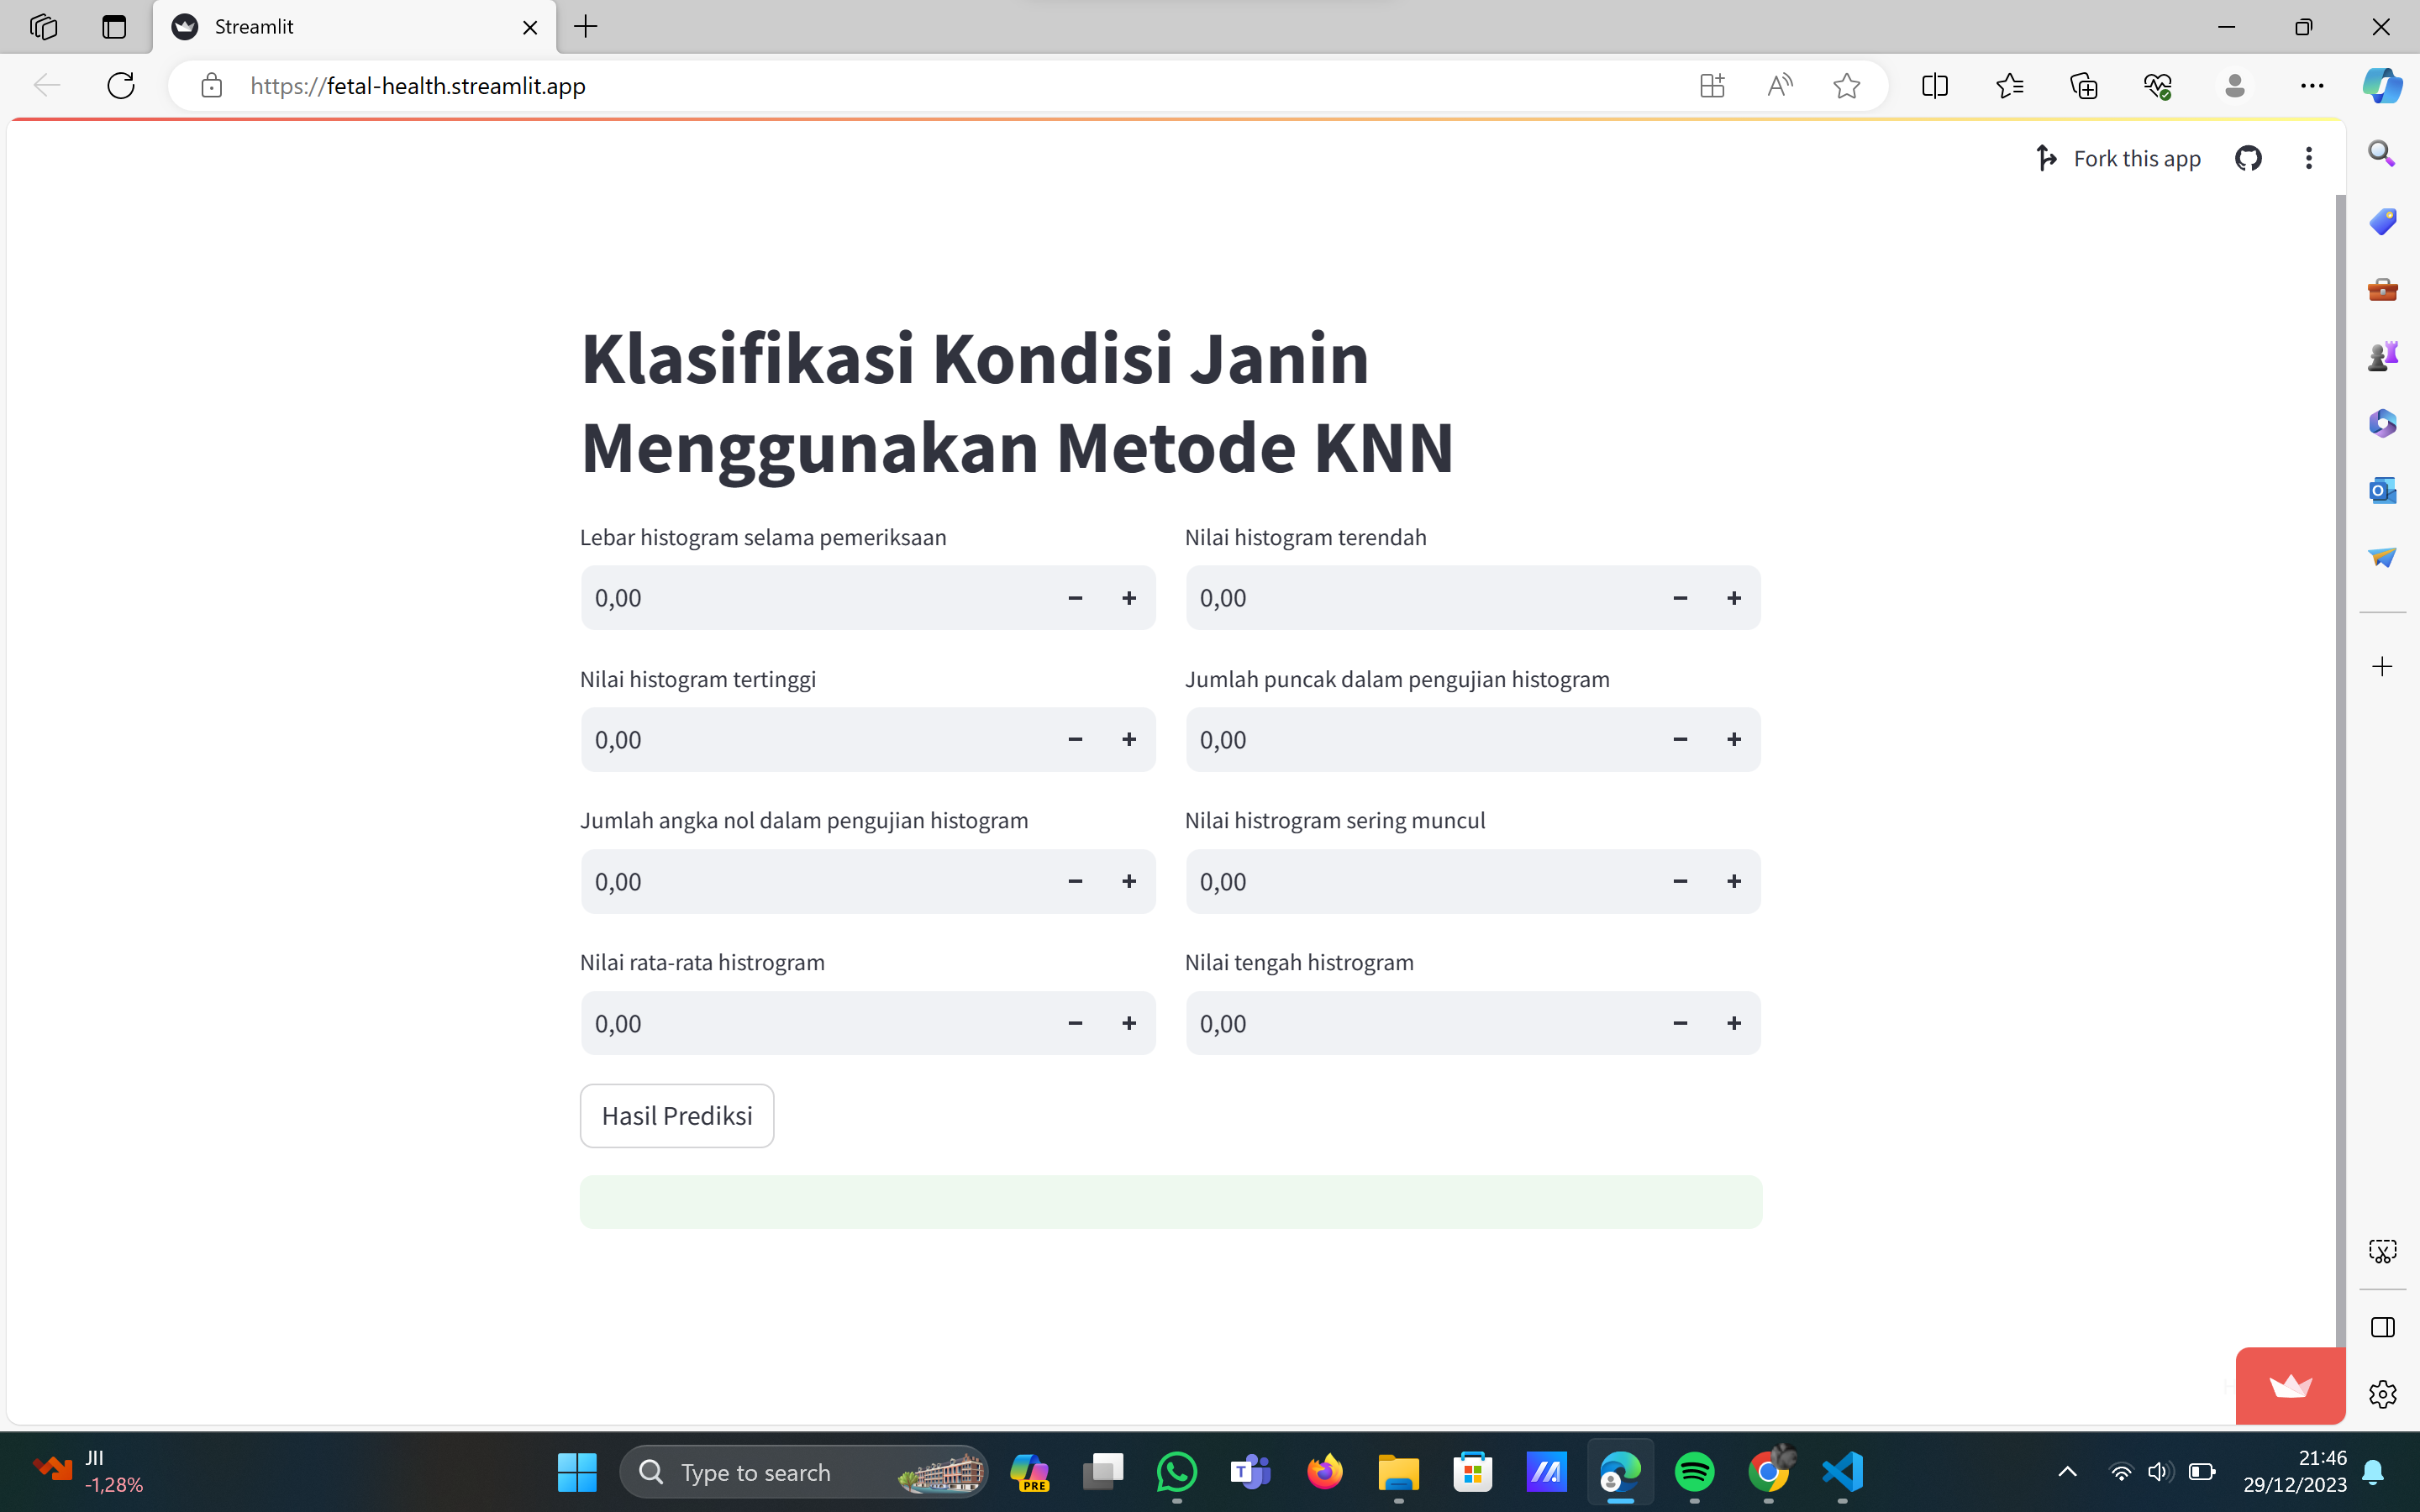 Streamlit
https://fetal-health.streamlit.app
Fork this app
Klasifikasi Kondisi Janin
Menggunakan Metode KNN
Lebar histogram selama pemeriksaan
Nilai histogram terendah
0,00
0,00
Nilai histogram tertinggi
Jumlah puncak dalam pengujian histogram
0,00
0,00
Jumlah angka nol dalam pengujian histogram
Nilai histrogram sering muncul
0,00
0,00
Nilai rata-rata histrogram
Nilai tengah histrogram
0,00
0,00
Hasil Prediksi
JII
-1,28%
Type to search
PRE
21:46
29/12/2023